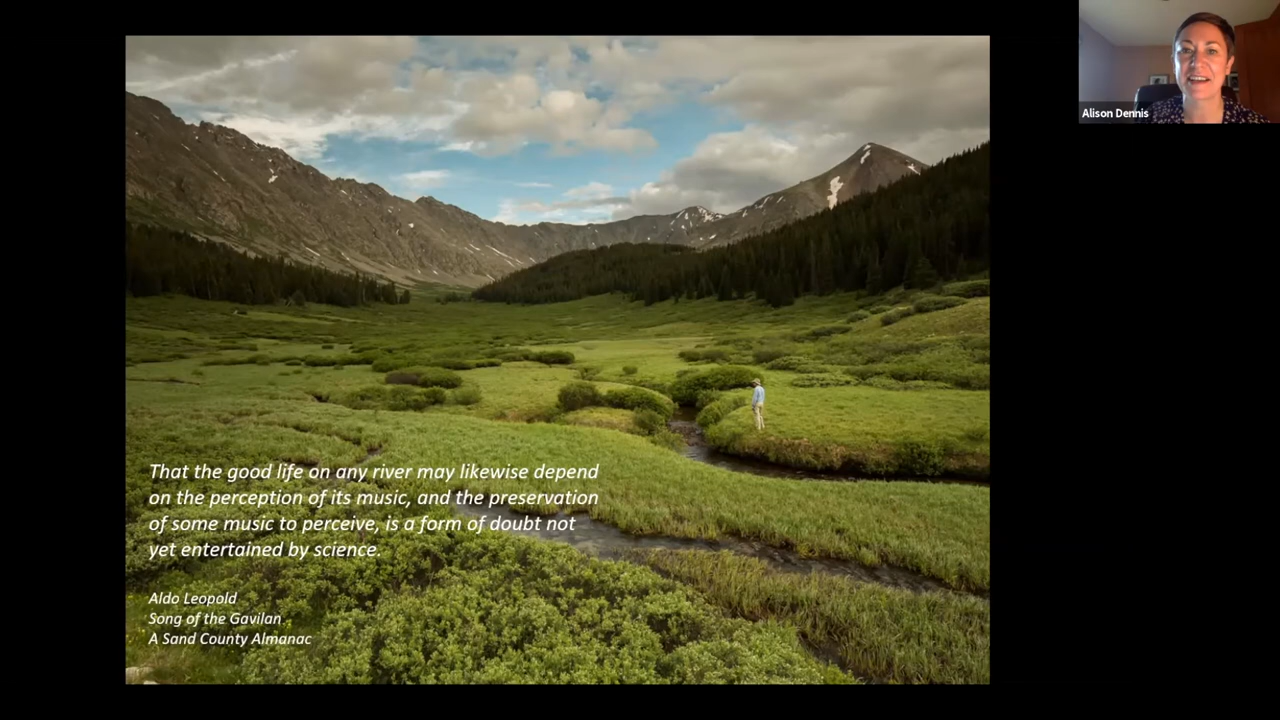 Alison Dennis
That the good life on any river may likewise depend
on the perception of its music, and the preservation
of some music to perceive, is a form of doubt not
yet entertained by science.
Aldo Leopold
Song of the Gavilan
A Sand County Almanac